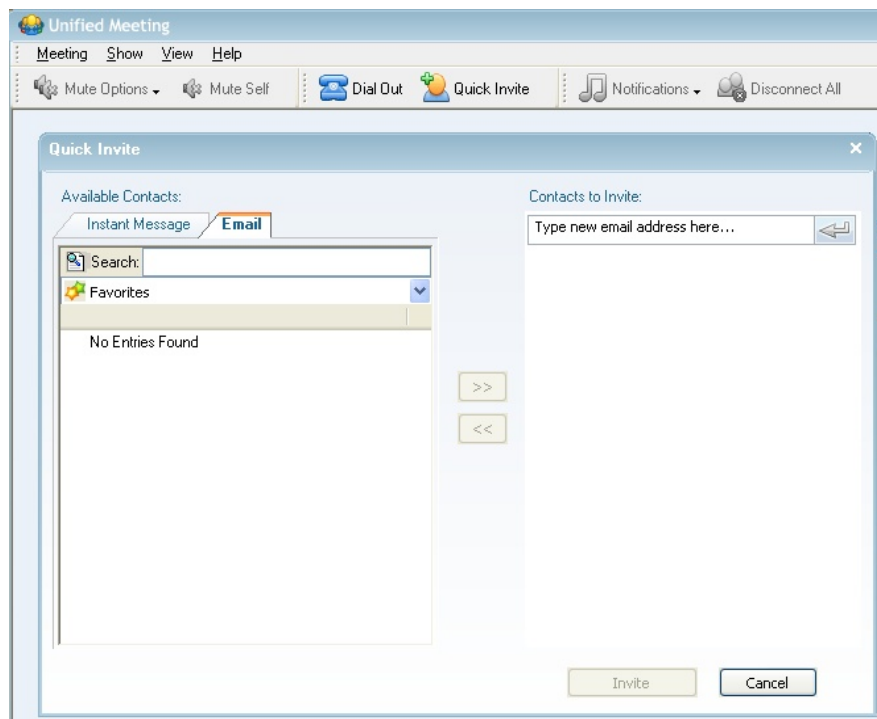 Unified Meeting
Meeting Show View Help
Mute Options Mute Self Dial Out Quick Invite Notifications Disconnect All
Quick Invite
Available Contacts:
Contacts to Invite:
Instant Message Email
Type new email address here...
Search:
Favorites
No Entries Found
>>
<<
Invite Cancel